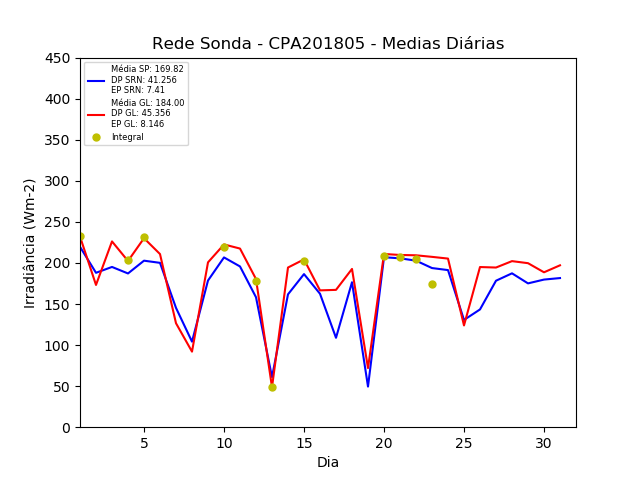 Rede Sonda - CPA201805 - Medias Diárias
450
400
350
300
250
200
150
100
50
0
Irradiância (Wm-2)
Média SP: 169.82
DP SRN: 41.256
EP SRN: 7.41
Média GL: 184.00
DP GL: 45.356
EP GL: 8.146
Integral
5
10
15
20
25
30
Dia